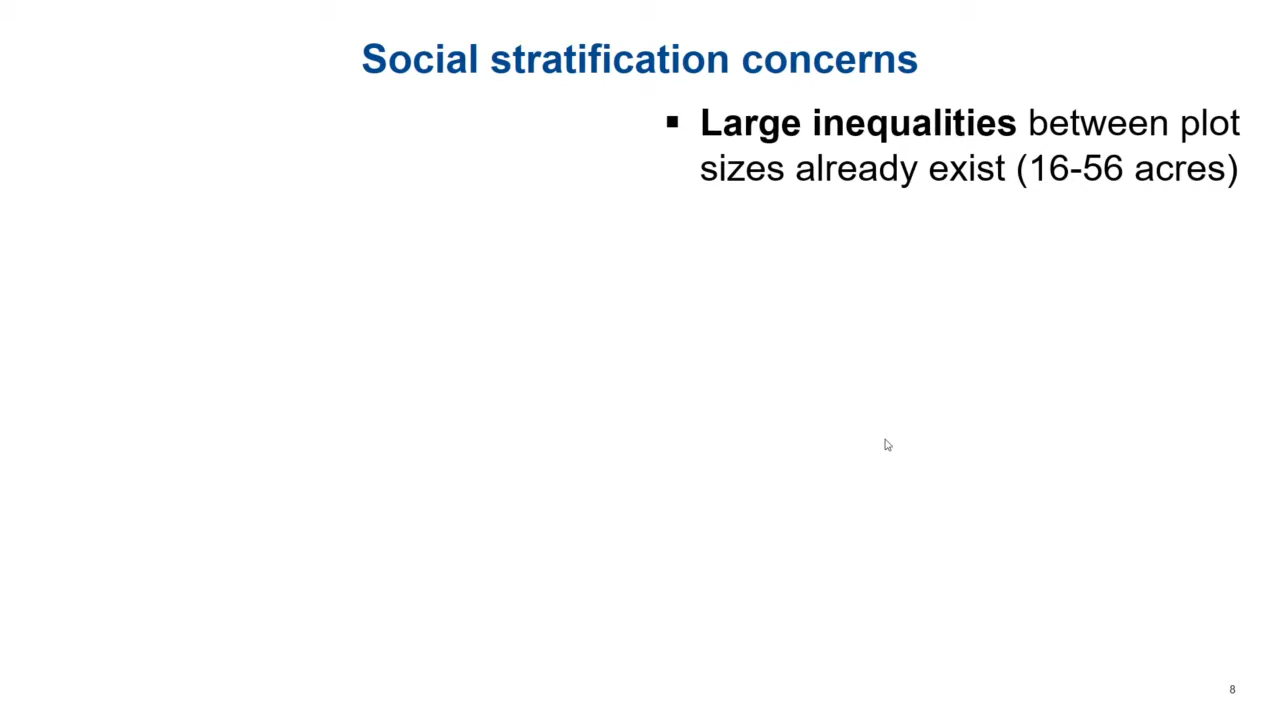 Social stratification concerns
▪ Large inequalities between plot
sizes already exist (16-56 acres)
8